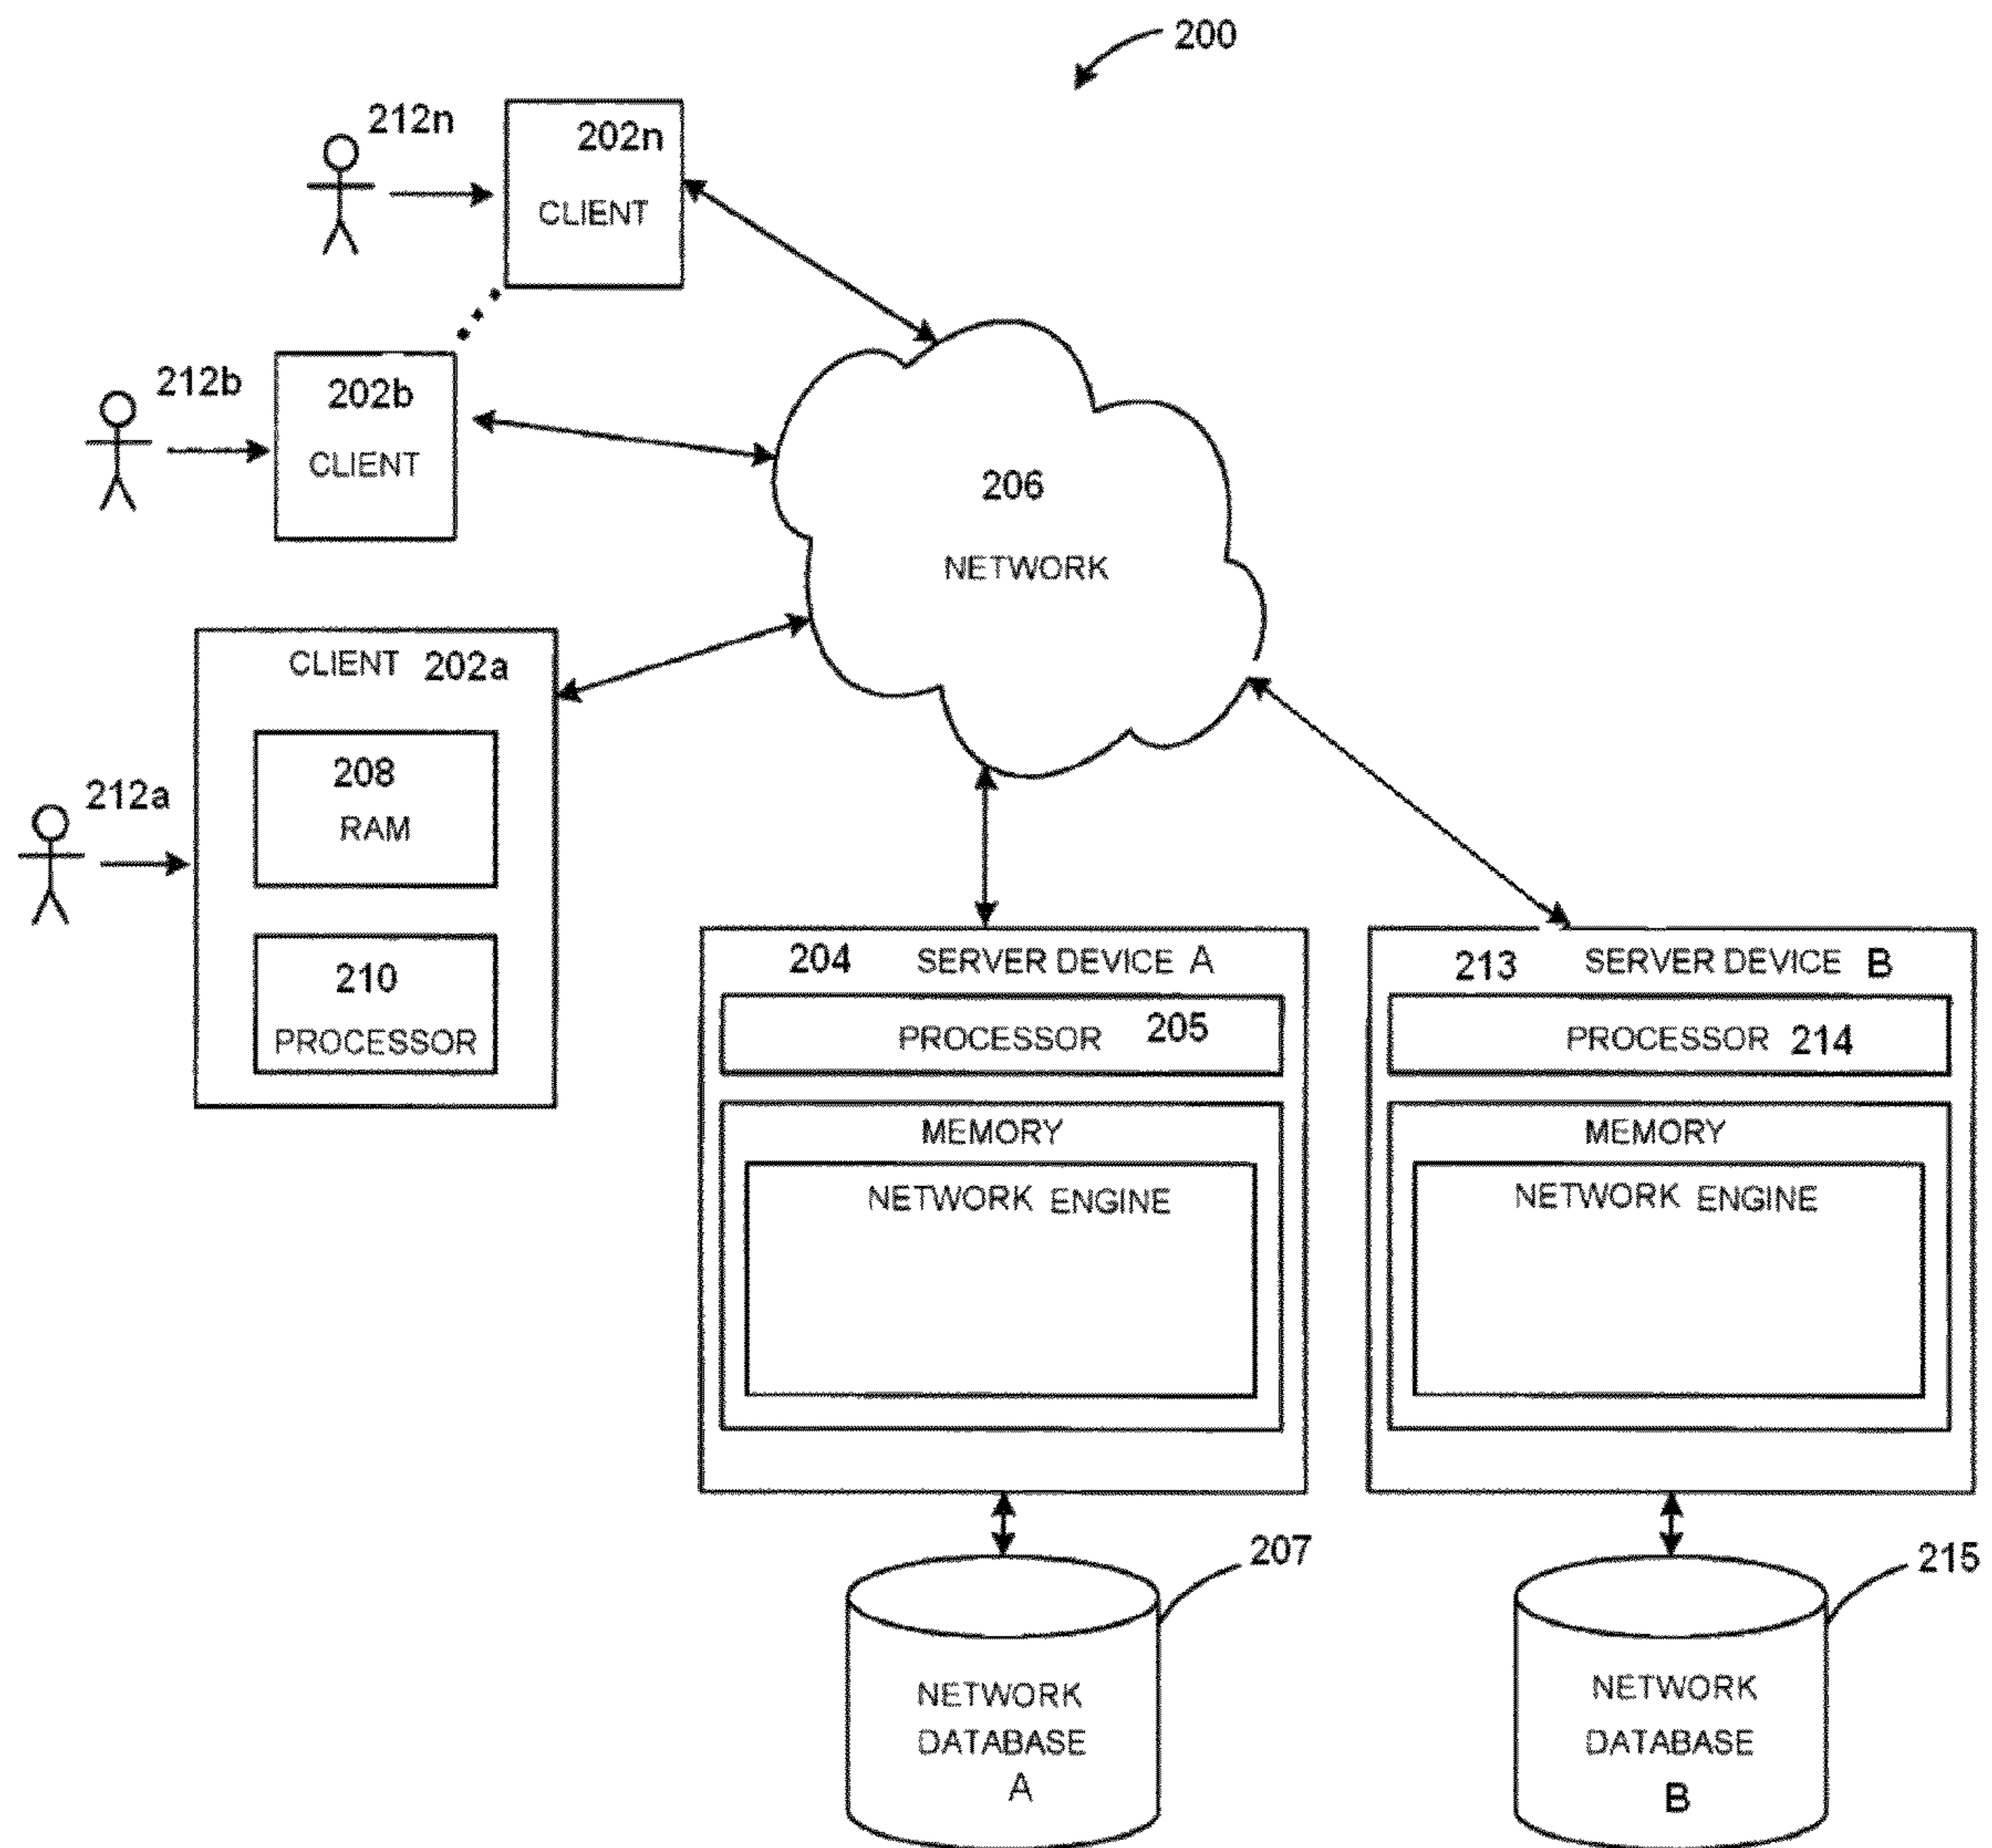 200
212n
202n
CLIENT
212b
202b
CLIENT
206
NETWORK
CLIENT 202a
208
RAM
212a
210
PROCESSOR
204 SERVER DEVICE A
PROCESSOR 205
MEMORY
NETWORK ENGINE
213 SERVER DEVICE B
PROCESSOR 214
MEMORY
NETWORK ENGINE
207
NETWORK
DATABASE
A
215
NETWORK
DATABASE
B